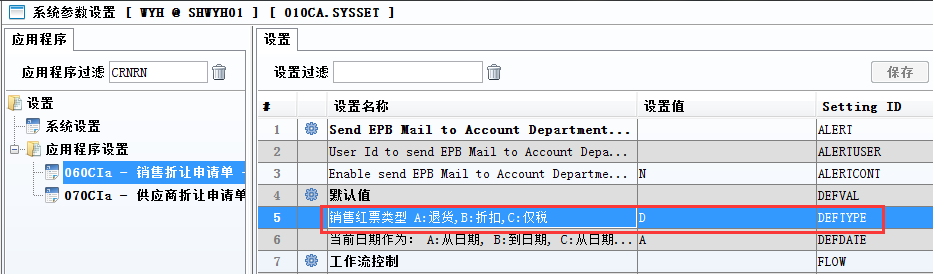 系统参数设置 [ WYH @ SHWYH01 ] [ 010CA.SYSSET ]
应用程序
应用程序过滤 CRNRN
设置
系统设置
应用程序设置
060CIa - 销售折让申请单 -
070CIa - 供应商折让申请单
设置
设置过滤
保存
# 设置名称 设置值 Setting ID
1 Send EPB Mail to Account Department... ALERT
2 User Id to send EPB Mail to Account Depa... ALERTUSER
3 Enable send EPB Mail to Account Departme... N ALERTCONT
4 默认值 DEFVAL
5 销售红票类型 A:退货,B:折扣,C:仅税 D DEFTYPE
6 当前日期作为: A:从日期, B:到日期, C:从日期... A DEFDATE
7 工作流控制 FLOW